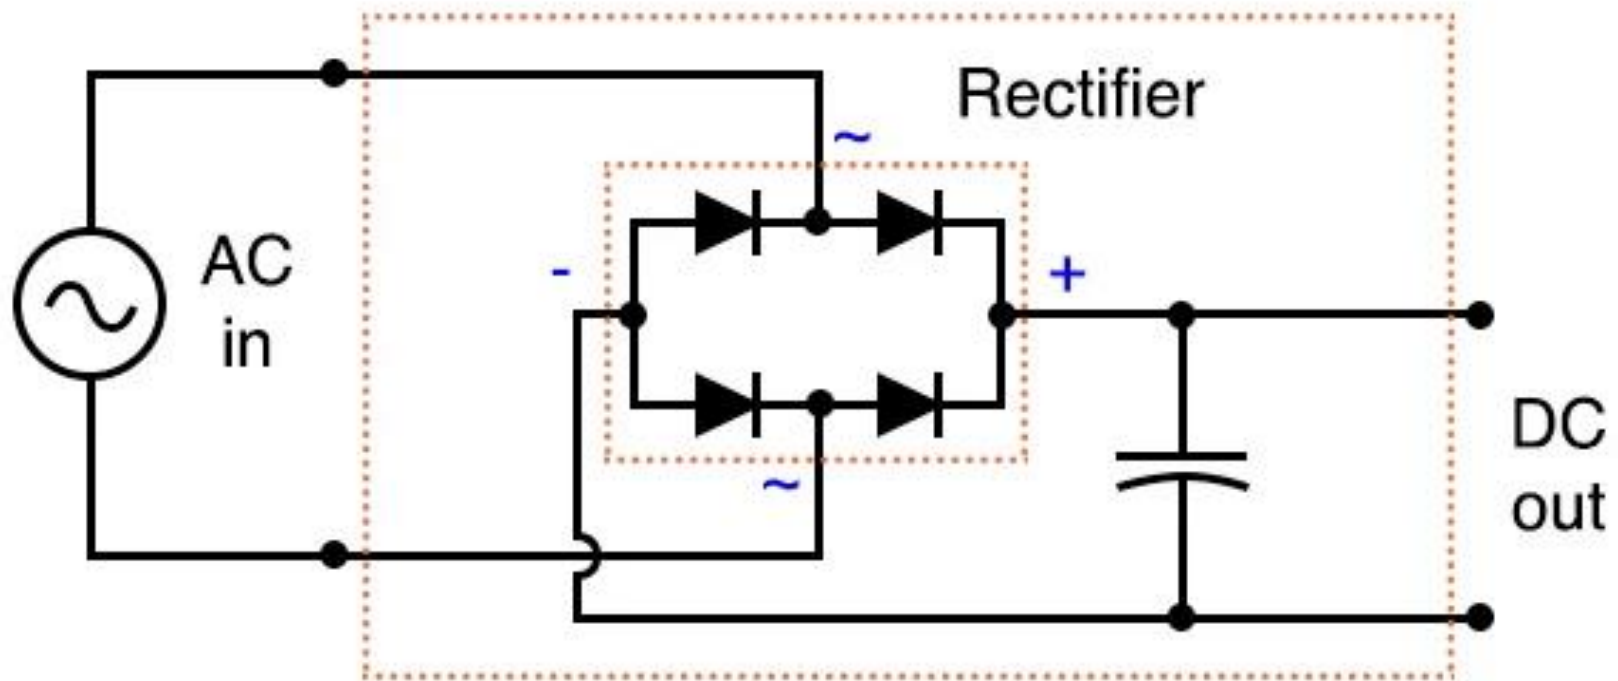 Rectifier
~
AC
in
-
+
~
DC
out